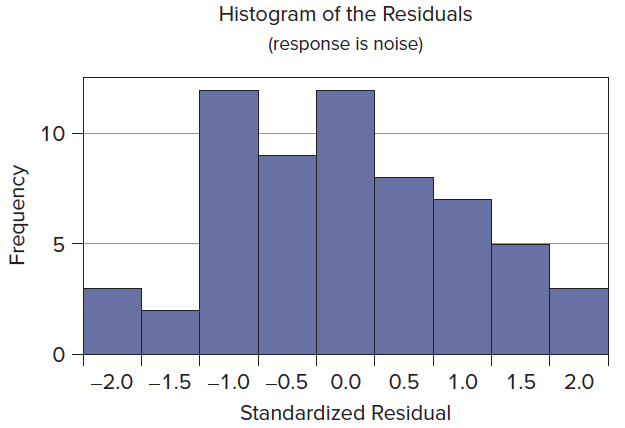 Histogram of the Residuals
(response is noise)
Frequency
10
5
0
−2.0 −1.5 −1.0 −0.5 0.0 0.5 1.0 1.5 2.0
Standardized Residual